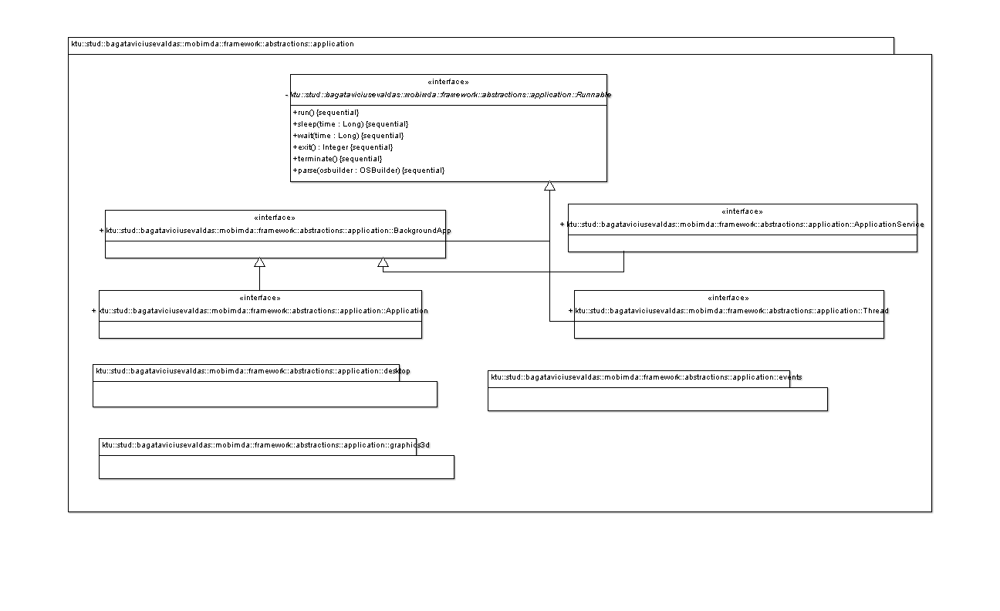 ktu::stud::bagataviciusevaldas::mobimda::framework::abstractions::application
«interface»
- ktu::stud::bagataviciusevaldas::mobimda::framework::abstractions::application::Runnable
+run() {sequential}
+sleep(time : Long) {sequential}
+wait(time : Long) {sequential}
+exit() : Integer {sequential}
+terminate() {sequential}
+parse(osbuilder : OSBuilder) {sequential}
«interface»
+ ktu::stud::bagataviciusevaldas::mobimda::framework::abstractions::application::BackgroundApp
«interface»
+ ktu::stud::bagataviciusevaldas::mobimda::framework::abstractions::application::ApplicationService
«interface»
+ ktu::stud::bagataviciusevaldas::mobimda::framework::abstractions::application::Application
«interface»
+ ktu::stud::bagataviciusevaldas::mobimda::framework::abstractions::application::Thread
ktu::stud::bagataviciusevaldas::mobimda::framework::abstractions::application::desktop
ktu::stud::bagataviciusevaldas::mobimda::framework::abstractions::application::events
ktu::stud::bagataviciusevaldas::mobimda::framework::abstractions::application::graphics3d